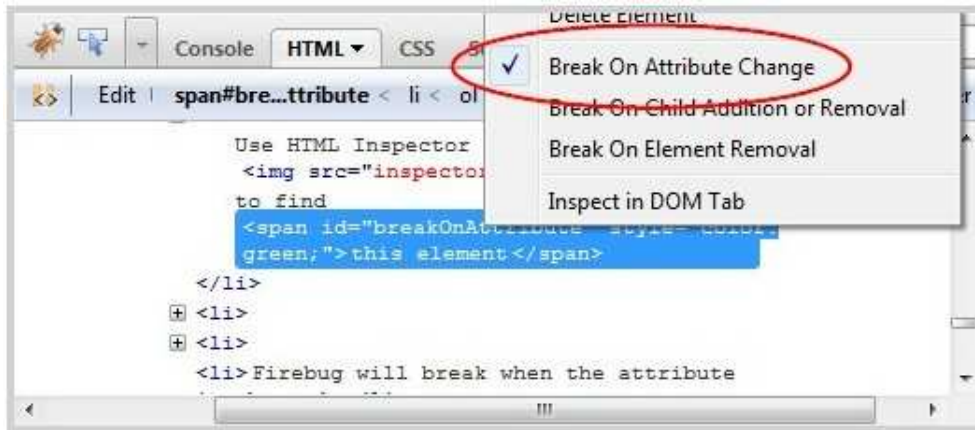 Delete Element
Console HTML CSS
Break On Attribute Change
Edit span#bre...ttribute < li < ol
Break On Child Addition or Removal
Use HTML Inspector
Break On Element Removal
<img src="inspector
to find
Inspect in DOM Tab
<span id="breakOnAttribute" style="color:
green;">this element</span>
</li>
<li>
<li>
<li>Firebug will break when the attribute